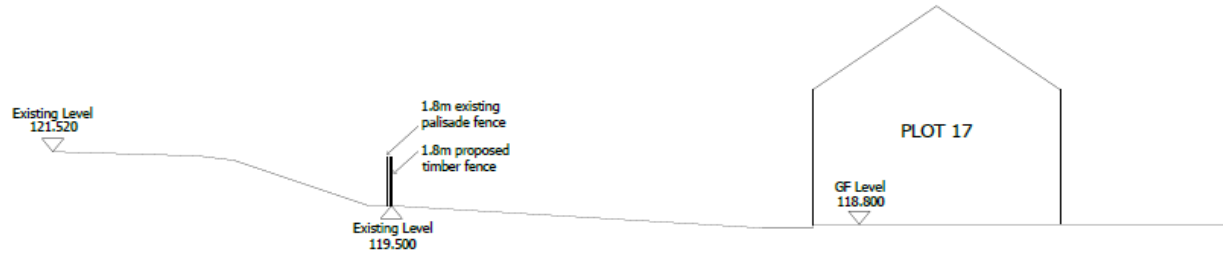 Existing Level
121.520
1.8m existing
palisade fence
1.8m proposed
timber fence
Existing Level
119.500
PLOT 17
GF Level
118.800